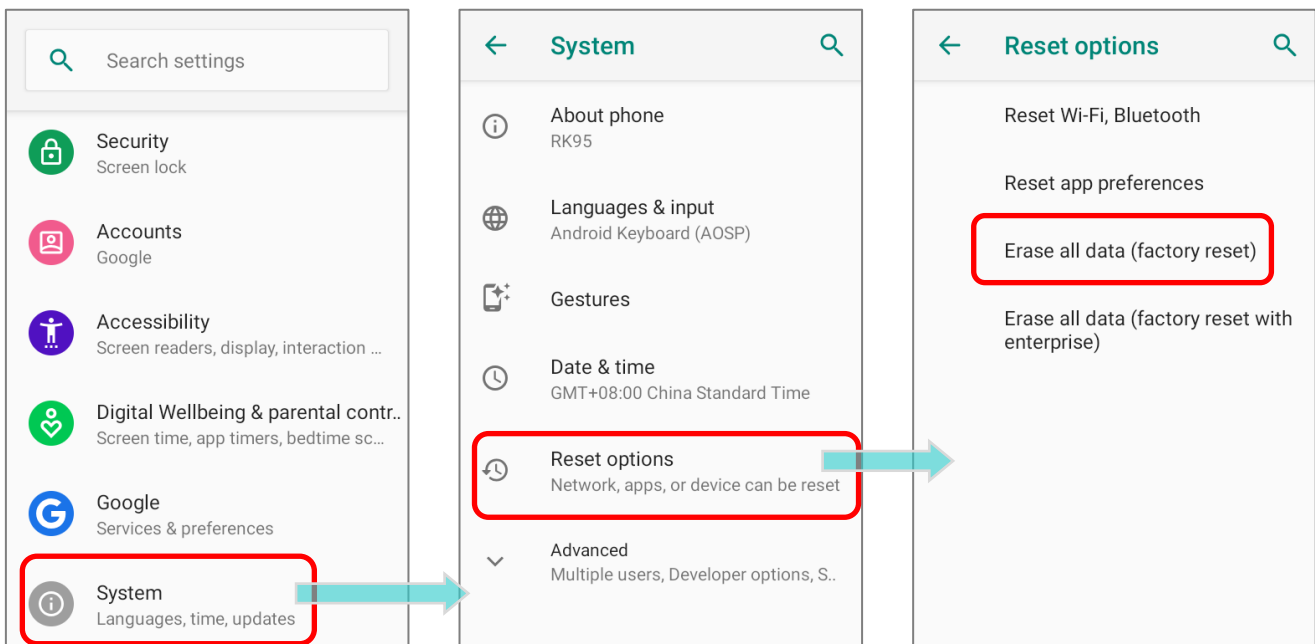 Search settings
Security
Screen lock
Accounts
Google
Accessibility
Screen readers, display, interaction ...
Digital Wellbeing & parental contr..
Screen time, app timers, bedtime sc...
Google
Services & preferences
System
Languages, time, updates
System
About phone
RK95
Languages & input
Android Keyboard (AOSP)
Gestures
Date & time
GMT+08:00 China Standard Time
Reset options
Network, apps, or device can be reset
Advanced
Multiple users, Developer options, S..
Reset options
Reset Wi-Fi, Bluetooth
Reset app preferences
Erase all data (factory reset)
Erase all data (factory reset with
enterprise)